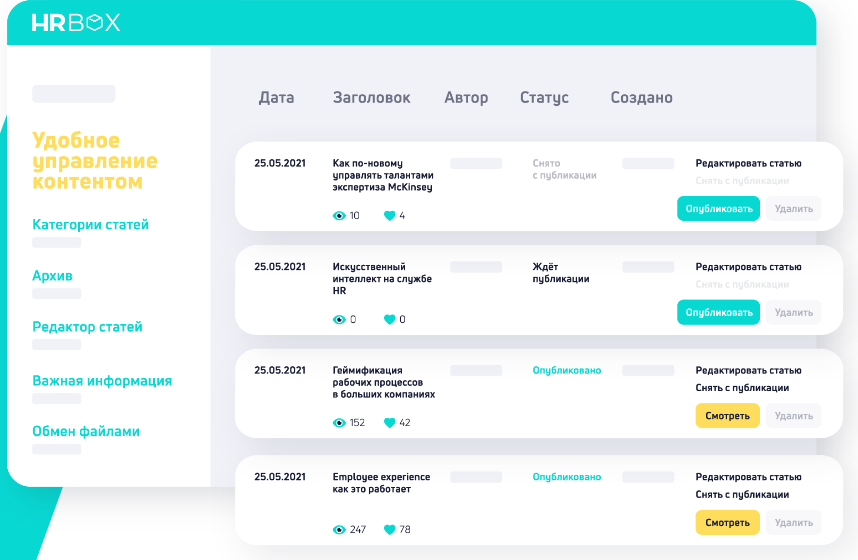 HRBOX
Удобное
управление
контентом
Категории статей
Архив
Редактор статей
Важная информация
Обмен файлами
Дата Заголовок Автор Статус Создано
25.05.2021
Как по-новому
управлять талантами
экспертиза McKinsey
10 4
Снято
с публикации
Редактировать статью
Снять с публикации
Опубликовать Удалить
25.05.2021
Искусственный
интеллект на службе
HR
0 0
Ждёт
публикации
Редактировать статью
Снять с публикации
Опубликовать Удалить
25.05.2021
Геймификация
рабочих процессов
в больших компаниях
152 42
Опубликовано
Редактировать статью
Снять с публикации
Смотреть Удалить
25.05.2021
Employee experience
как это работает
247 78
Опубликовано
Редактировать статью
Снять с публикации
Смотреть Удалить